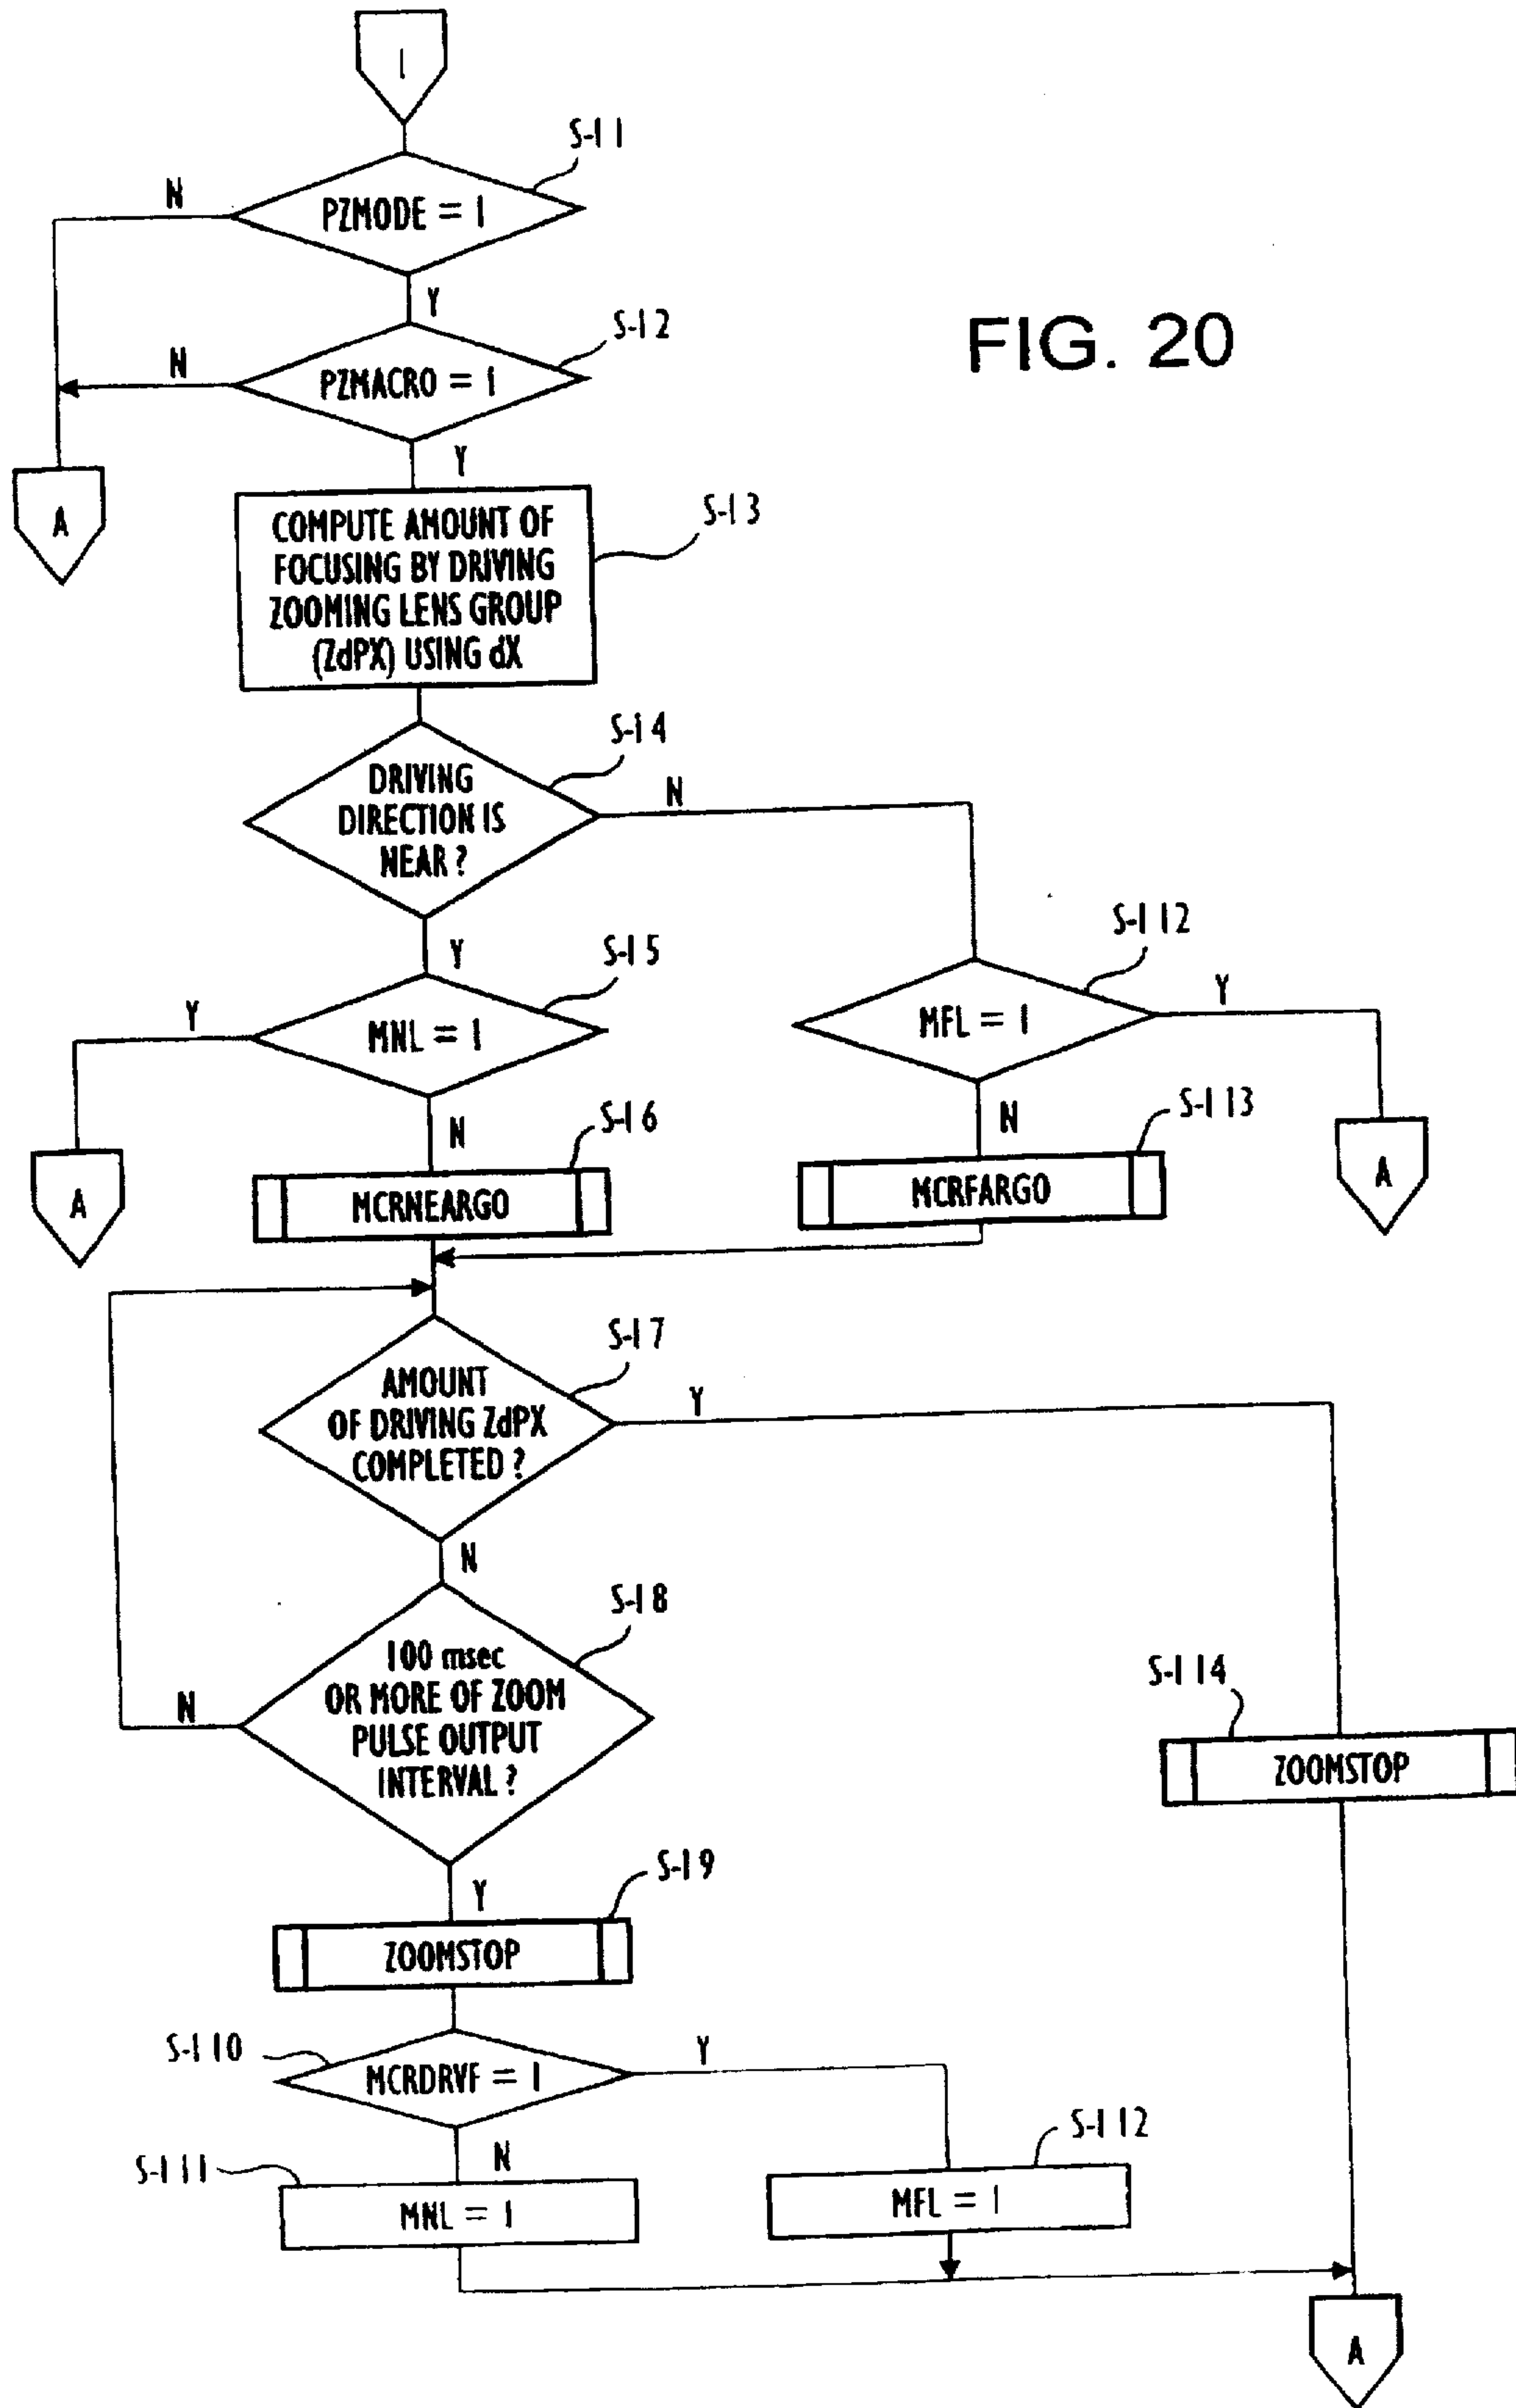 I
S-11
N
PZMODE = 1
Y
S-12
FIG. 20
N
PZMACRO = 1
Y
A
S-13
COMPUTE AMOUNT OF
FOCUSING BY DRIVING
ZOOMING LENS GROUP
(ZdPX) USING dX
S-14
DRIVING
DIRECTION IS
NEAR ?
N
Y
S-15
S-112
Y
MNL = 1
MFL = 1
Y
N
S-16
N
S-113
A
MCRNEARGO
MCRFARGO
A
S-17
AMOUNT
OF DRIVING ZdPX
COMPLETED ?
Y
N
S-18
100 msec
OR MORE OF ZOOM
PULSE OUTPUT
INTERVAL ?
N
S-114
ZOOMSTOP
Y
S-19
ZOOMSTOP
S-110
MCRDRVF = 1
Y
N
S-111
S-112
MNL = 1
MFL = 1
A